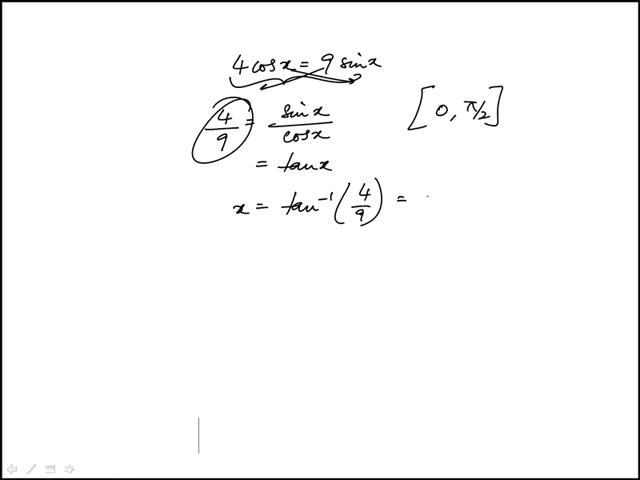 4 cos x = 9 sin x
4/9 = sin x / cos x [0, π/2]
= tan x
x = tan⁻¹ (4/9) =